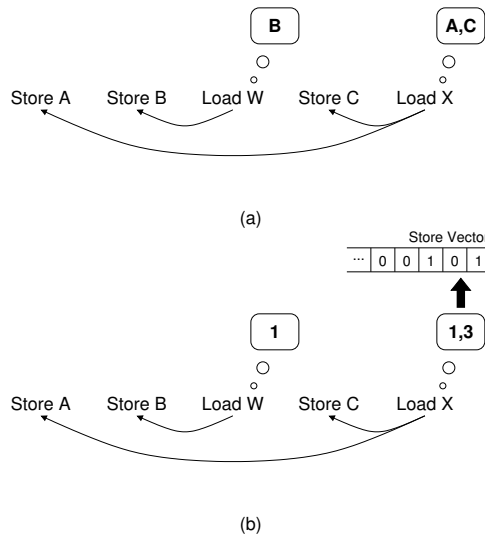 B A,C
Store A Store B Load W Store C Load X
(a)
Store Vecto
... 0 0 1 0 1
1 1,3
Store A Store B Load W Store C Load X
(b)